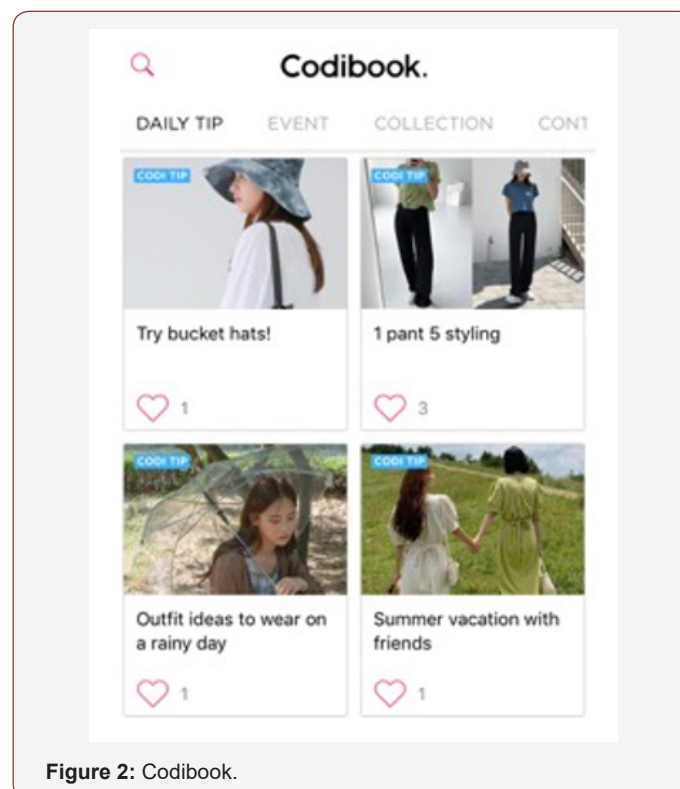 Codibook.
DAILY TIP EVENT COLLECTION CONT
CODI TIP
CODI TIP
Try bucket hats!
1 pant 5 styling
1
3
CODI TIP
CODI TIP
Outfit ideas to wear on
a rainy day
Summer vacation with
friends
1
1
Figure 2: Codibook.